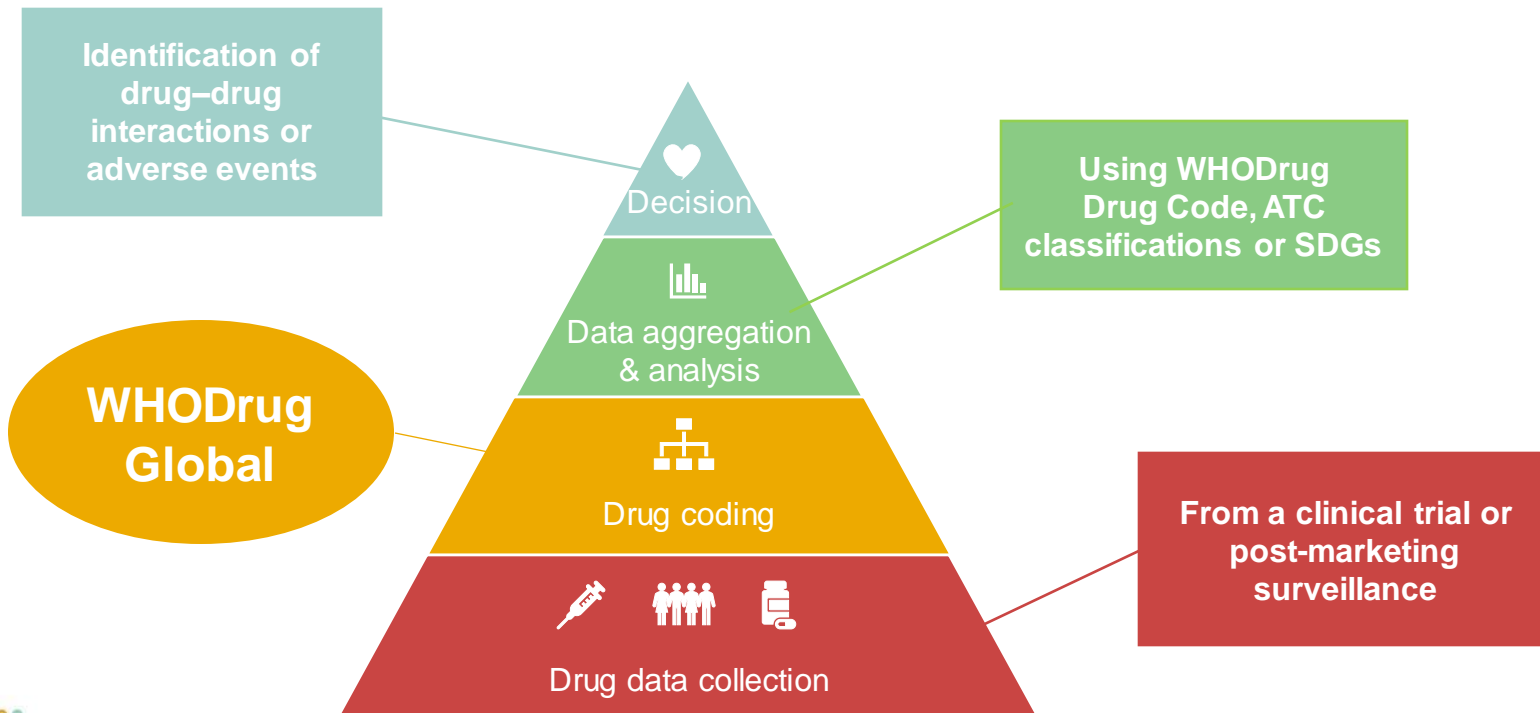 Identification of
drug–drug
interactions or
adverse events
Decision
Using WHODrug
Drug Code, ATC
classifications or SDGs
Data aggregation
& analysis
WHODrug
Global
Drug coding
From a clinical trial or
post-marketing
surveillance
Drug data collection